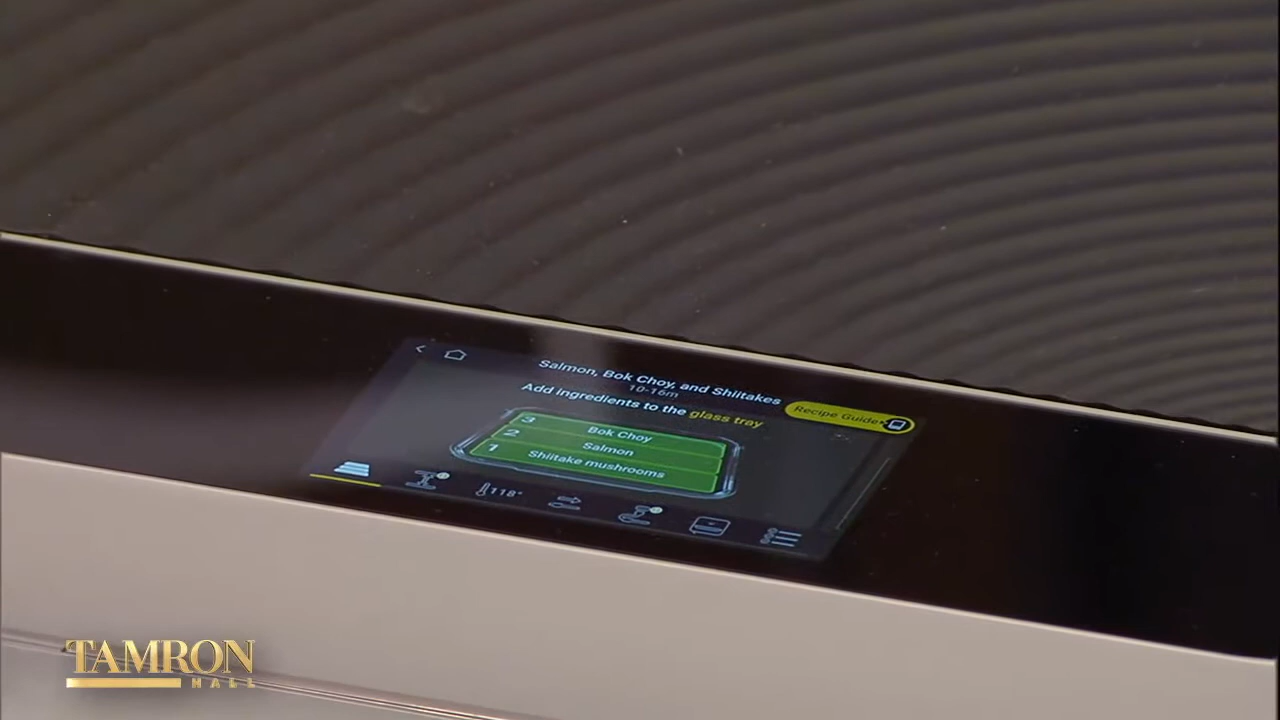 Salmon, Bok Choy, and Shiitakes
10-16m
Recipe Guide
Add ingredients to the glass tray
3 Bok Choy
2 Salmon
1 Shiitake mushrooms
118°
TAMRON
HALL